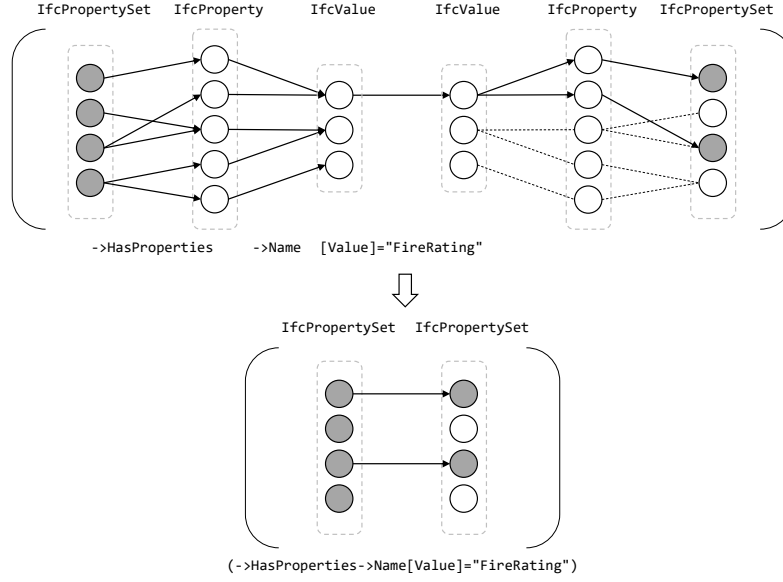 IfcPropertySet IfcProperty IfcValue IfcValue IfcProperty IfcPropertySet
->HasProperties ->Name [Value]="FireRating"
IfcPropertySet IfcPropertySet
(->HasProperties->Name[Value]="FireRating")